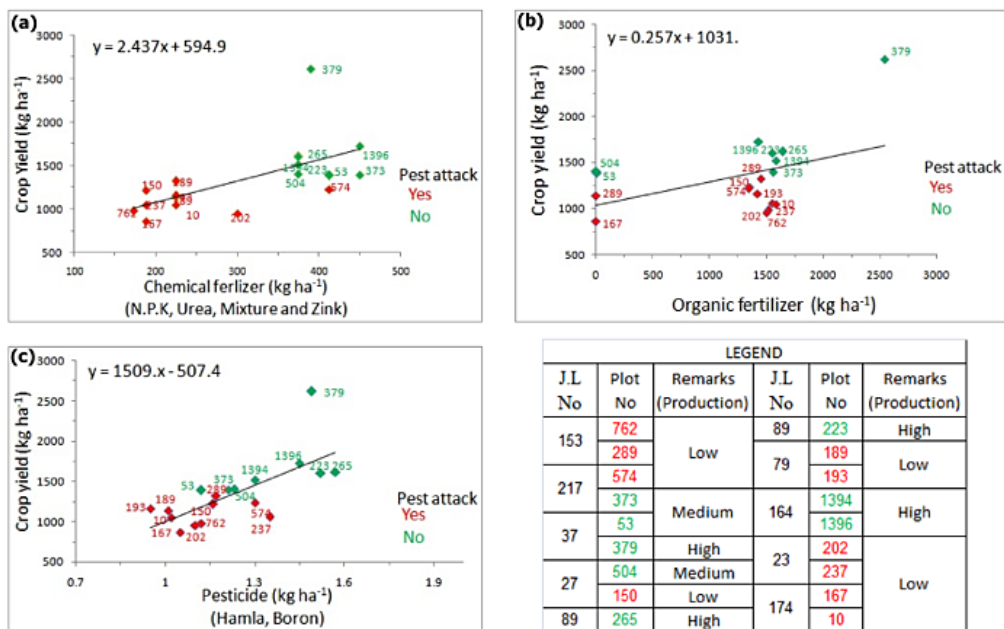 (a)
y = 2.437x + 594.9
Crop Yield (kg ha-1)
3000
2500
2000
1500
1000
500
379
265
1396
223
53
504
373
574
150
762
237
10
167
202
Pest attack
Yes
No
100
200
300
400
500
Chemical ferlizer (kg ha-1)
(N.P.K, Urea, Mixture and Zink)
(b)
y = 0.257x + 1031.
Crop Yield (kg ha-1)
3000
2500
2000
1500
1000
500
379
1396
223
265
1394
373
504
53
289
150
574
193
289
10
202
237
762
167
Pest attack
Yes
No
0
500
1000
1500
2000
2500
3000
Organic fertilizer (kg ha-1)
(c)
y = 1509.x - 507.4
Crop yield (kg ha-1)
3000
2500
2000
1500
1000
500
379
1396
1394
223
265
53
373
504
289
193
189
150
574
10
762
237
167
202
Pest attack
Yes
No
0.7
1
1.3
1.6
1.9
Pesticide (kg ha-1)
(Hamla, Boron)
LEGEND
J.L No Plot No Remarks (Production) J.L No Plot No Remarks (Production)
153 762 Low 89 223 High
289 79 189 Low
217 574 193
373 Medium 164 1394 High
37 53 1396
379 High 23 202 Low
27 504 Medium 237
150 Low 174 167
89 265 High 10